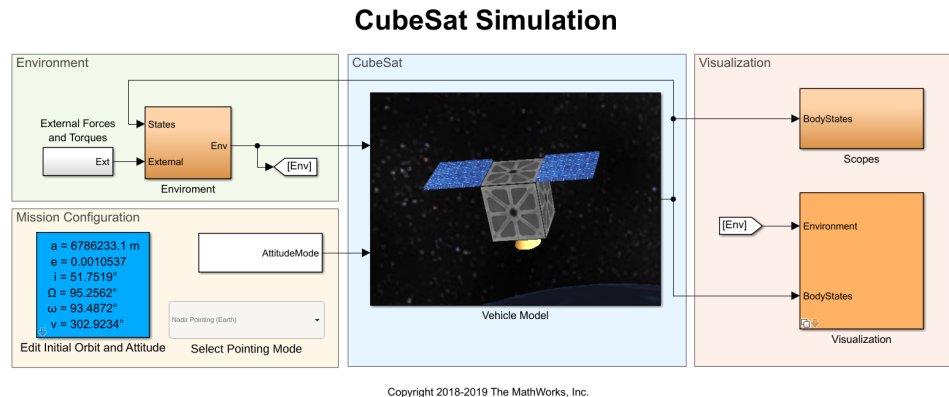 CubeSat Simulation
Environment
External Forces
and Torques
Ext
States
External
Env
Enviroment
[Env]
Mission Configuration
a = 6786233.1 m
e = 0.0010537
i = 51.7519°
Ω = 95.2562°
ω = 93.4872°
v = 302.9234°
Edit Initial Orbit and Attitude
AttitudeMode
Nadir Pointing (Earth)
Select Pointing Mode
CubeSat
Vehicle Model
Visualization
BodyStates
Scopes
[Env]
Environment
BodyStates
Visualization
Copyright 2018-2019 The MathWorks, Inc.